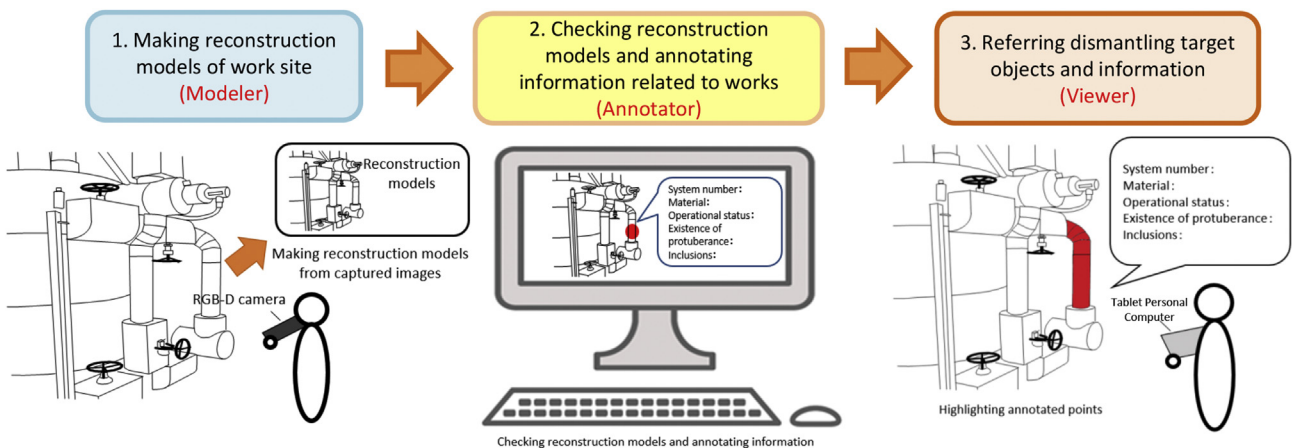 1. Making reconstruction
models of work site
(Modeler)
2. Checking reconstruction
models and annotating
information related to works
(Annotator)
3. Referring dismantling target
objects and information
(Viewer)
Reconstruction
models
Making reconstruction models
from captured images
RGB-D camera
System number:
Material:
Operational status:
Existence of
protuberance:
Inclusions:
Checking reconstruction models and annotating information
System number:
Material:
Operational status:
Existence of protuberance:
Inclusions:
Tablet Personal
Computer
Highlighting annotated points